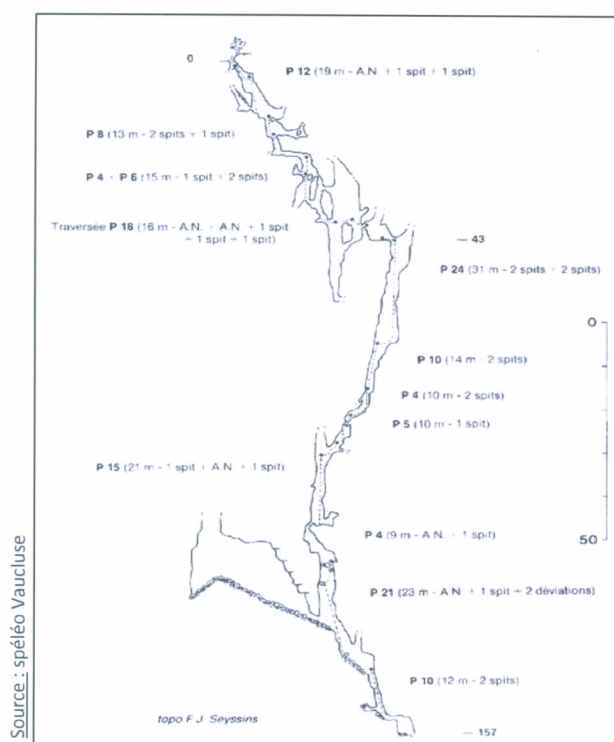 0
P 12 (19 m - A.N. + 1 spit + 1 spit)
P 8 (13 m - 2 spits + 1 spit)
P 4 - P 6 (15 m - 1 spit + 2 spits)
Traversée P 18 (16 m - A.N. + A.N. + 1 spit
+ 1 spit + 1 spit)
— 43
P 24 (31 m - 2 spits + 2 spits)
0
P 10 (14 m - 2 spits)
P 4 (10 m - 2 spits)
P 5 (10 m - 1 spit)
P 15 (21 m - 1 spit + A.N. + 1 spit)
P 4 (9 m - A.N. + 1 spit)
50
P 21 (23 m - A.N. + 1 spit + 2 déviations)
P 10 (12 m - 2 spits)
topo F.J. Seyssins
— 157
Source : spéléo Vaucluse